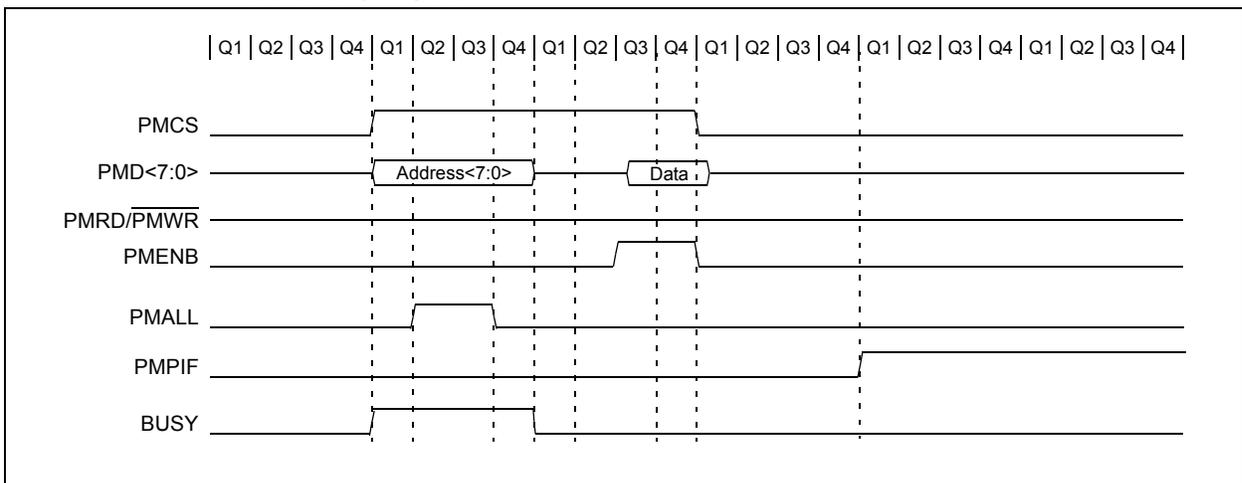 | Q1 | Q2 | Q3 | Q4 | Q1 | Q2 | Q3 | Q4 | Q1 | Q2 | Q3 | Q4 | Q1 | Q2 | Q3 | Q4 | Q1 | Q2 | Q3 | Q4 | Q1 | Q2 | Q3 | Q4 |
PMCS
PMD<7:0> Address<7:0> Data
PMRD/PMWR
PMENB
PMALL
PMPIF
BUSY